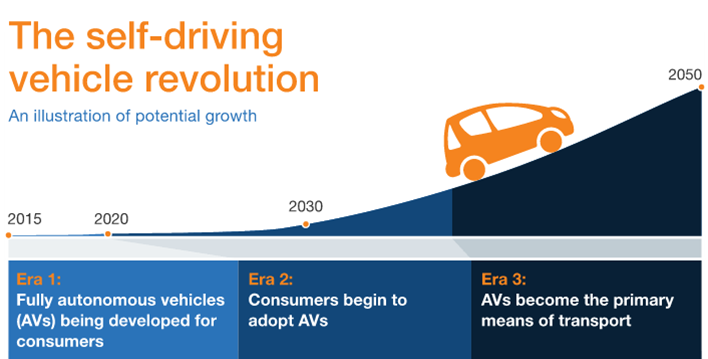 The self-driving
vehicle revolution
An illustration of potential growth
2050
2030
2015
2020
Era 1:
Fully autonomous vehicles
(AVs) being developed for
consumers
Era 2:
Consumers begin to
adopt AVs
Era 3:
AVs become the primary
means of transport